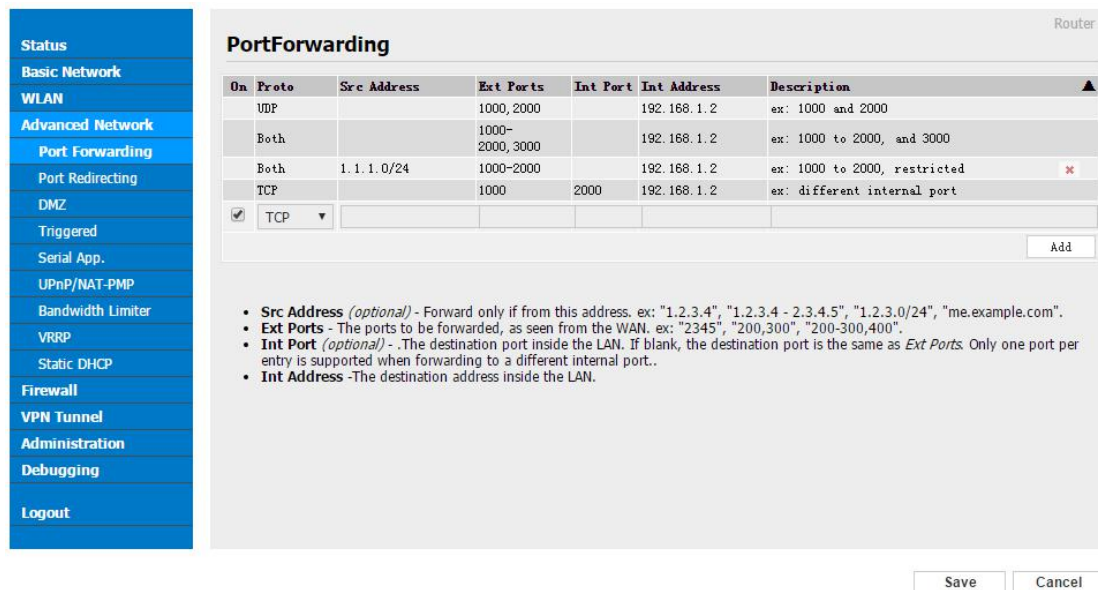 Router
Status
Basic Network
WLAN
Advanced Network
Port Forwarding
Port Redirecting
DMZ
Triggered
Serial App.
UPnP/NAT-PMP
Bandwidth Limiter
VRRP
Static DHCP
Firewall
VPN Tunnel
Administration
Debugging
Logout
PortForwarding
On Proto Src Address Ext Ports Int Port Int Address Description
UDP 1000, 2000 192.168.1.2 ex: 1000 and 2000
Both 1000-2000, 3000 192.168.1.2 ex: 1000 to 2000, and 3000
Both 1.1.1.0/24 1000-2000 192.168.1.2 ex: 1000 to 2000, restricted
TCP 1000 2000 192.168.1.2 ex: different internal port
TCP
Add
• Src Address (optional) - Forward only if from this address. ex: "1.2.3.4", "1.2.3.4 - 2.3.4.5", "1.2.3.0/24", "me.example.com".
• Ext Ports - The ports to be forwarded, as seen from the WAN. ex: "2345", "200,300", "200-300,400".
• Int Port (optional) - .The destination port inside the LAN. If blank, the destination port is the same as Ext Ports. Only one port per
entry is supported when forwarding to a different internal port..
• Int Address -The destination address inside the LAN.
Save Cancel